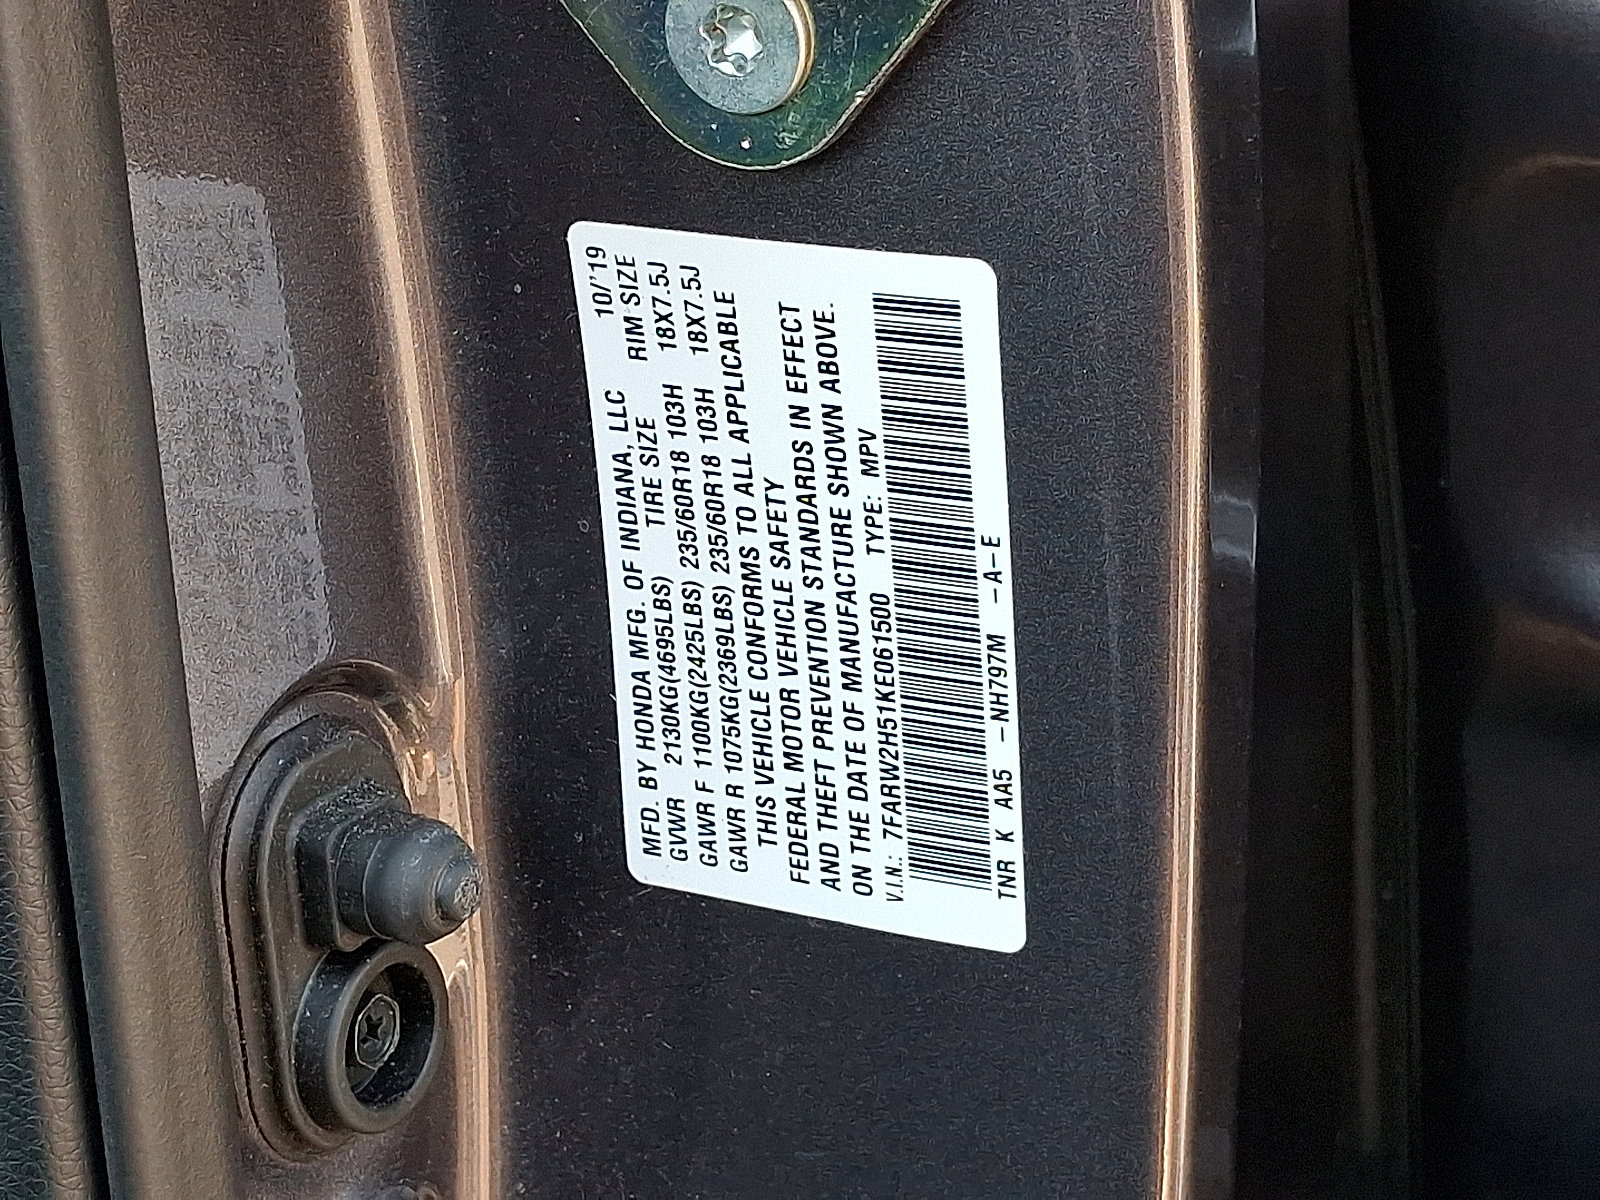 MFD. BY HONDA MFG. OF INDIANA, LLC 10/'19
GVWR 2130KG(4695LBS) TIRE SIZE RIM SIZE
GAWR F 1100KG(2425LBS) 235/60R18 103H 18X7.5J
GAWR R 1075KG(2369LBS) 235/60R18 103H 18X7.5J
THIS VEHICLE CONFORMS TO ALL APPLICABLE
FEDERAL MOTOR VEHICLE SAFETY
AND THEFT PREVENTION STANDARDS IN EFFECT
ON THE DATE OF MANUFACTURE SHOWN ABOVE.
V.I.N.: 7FARW2H51KE061500 TYPE: MPV
TNR K AA5 -NH797M -A-E